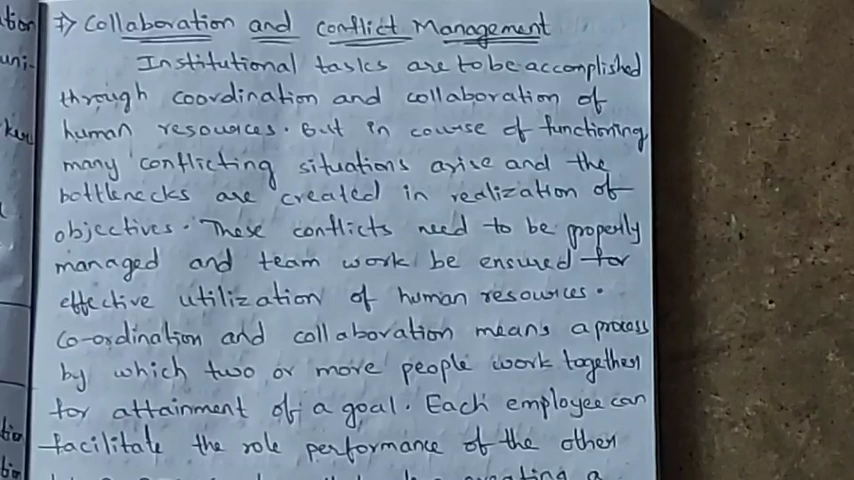 7) Collaboration and conflict Management
Institutional tasks are to be accomplished
through coordination and collaboration of
human resources. But in course of functioning
many conflicting situations arise and the
bottlenecks are created in realization of
objectives. These conflicts need to be properly
managed and team work be ensured for
effective utilization of human resources.
Co-ordination and collaboration means a process
by which two or more people work together
for attainment of a goal. Each employee can
facilitate the role performance of the other
creating a